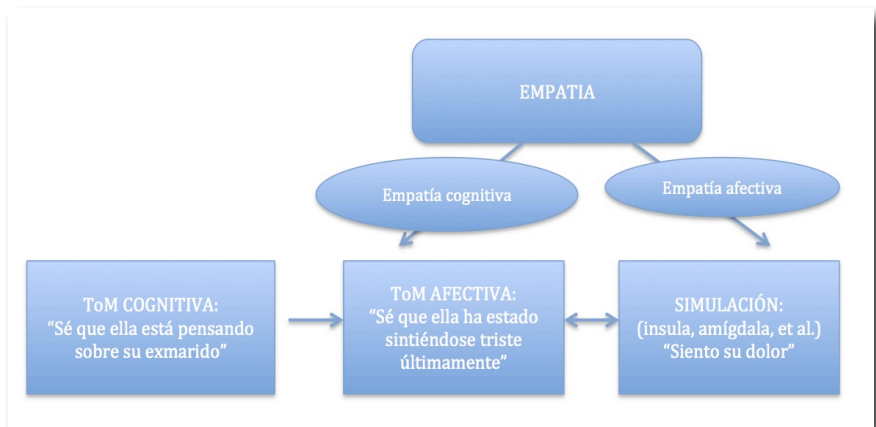 EMPATIA
Empatía cognitiva
Empatía afectiva
ToM COGNITIVA:
“Sé que ella está pensando
sobre su exmarido”
ToM AFECTIVA:
“Sé que ella ha estado
sintiéndose triste
últimamente”
SIMULACIÓN:
(insula, amígdala, et al.)
“Siento su dolor”